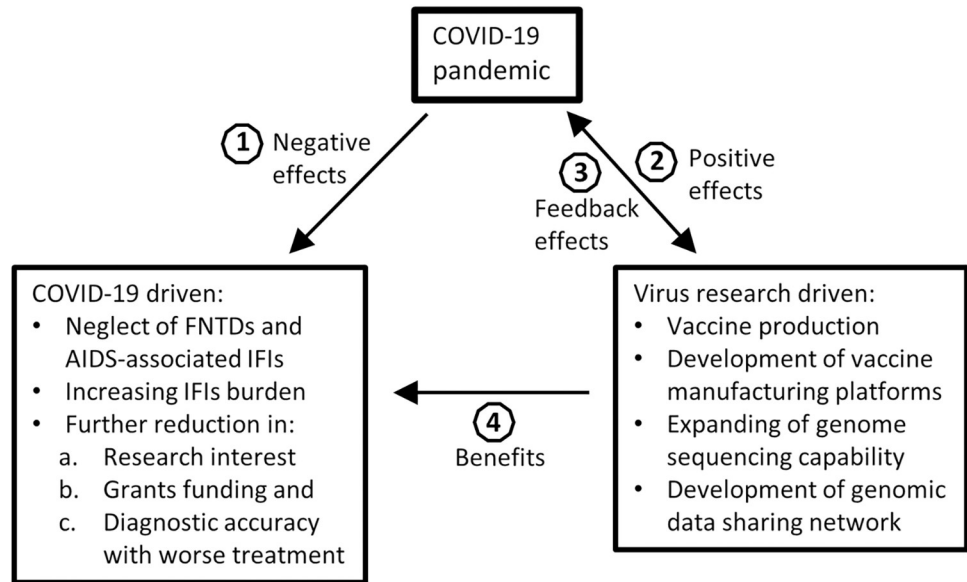 COVID-19
pandemic
1 Negative
effects
2 Positive
effects
3
Feedback
effects
COVID-19 driven:
• Neglect of FNTDs and
AIDS-associated IFIs
• Increasing IFIs burden
• Further reduction in:
a. Research interest
b. Grants funding and
c. Diagnostic accuracy
with worse treatment
4
Benefits
Virus research driven:
• Vaccine production
• Development of vaccine
manufacturing platforms
• Expanding of genome
sequencing capability
• Development of genomic
data sharing network